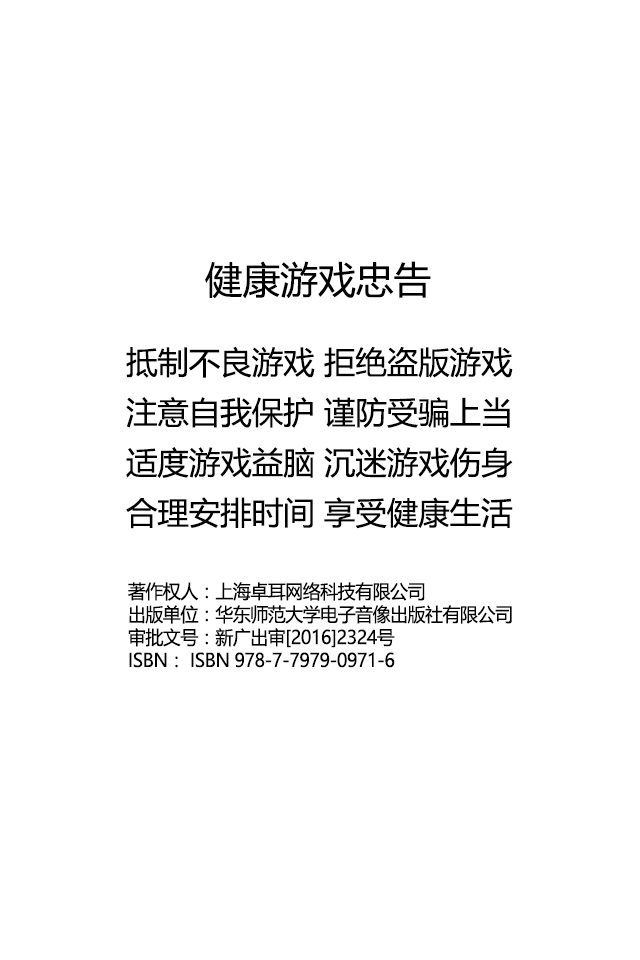 健康游戏忠告
抵制不良游戏 拒绝盗版游戏
注意自我保护 谨防受骗上当
适度游戏益脑 沉迷游戏伤身
合理安排时间 享受健康生活
著作权人：上海卓耳网络科技有限公司
出版单位：华东师范大学电子音像出版社有限公司
审批文号：新广出审[2016]2324号
ISBN： ISBN 978-7-7979-0971-6